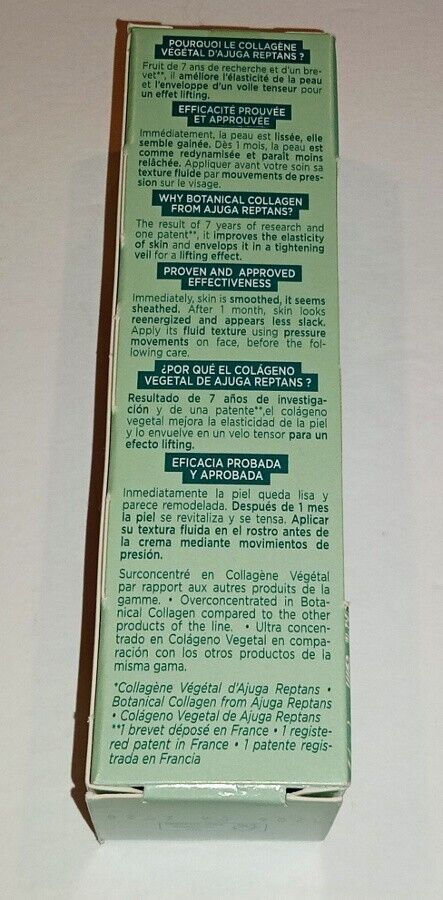 POURQUOI LE COLLAGÈNE
VÉGÉTAL D'AJUGA REPTANS ?
Fruit de 7 ans de recherche et d'un bre-
vet**, il améliore l'élasticité de la peau
et l'enveloppe d'un voile tenseur pour
un effet lifting.
EFFICACITÉ PROUVÉE
ET APPROUVÉE
Immédiatement, la peau est lissée, elle
semble gainée. Dès 1 mois, la peau est
comme redynamisée et paraît moins
relâchée. Appliquer avant votre soin sa
texture fluide par mouvements de pres-
sion sur le visage.
WHY BOTANICAL COLLAGEN
FROM AJUGA REPTANS?
The result of 7 years of research and
one patent**, it improves the elasticity
of skin and envelops it in a tightening
veil for a lifting effect.
PROVEN AND APPROVED
EFFECTIVENESS
Immediately, skin is smoothed, it seems
sheathed. After 1 month, skin looks
reenergized and appears less slack.
Apply its fluid texture using pressure
movements on face, before the fol-
lowing care.
¿POR QUÉ EL COLÁGENO
VEGETAL DE AJUGA REPTANS ?
Resultado de 7 años de investiga-
ción y de una patente**,el colágeno
vegetal mejora la elasticidad de la piel
y lo envuelve en un velo tensor para un
efecto lifting.
EFICACIA PROBADA
Y APROBADA
Inmediatamente la piel queda lisa y
parece remodelada. Después de 1 mes
la piel se revitaliza y se tensa. Aplicar
su textura fluida en el rostro antes de
la crema mediante movimientos de
presión.
Surconcentré en Collagène Végétal
par rapport aux autres produits de la
gamme. • Overconcentrated in Bota-
nical Collagen compared to the other
products of the line. • Ultra concen-
trado en Colágeno Vegetal en compa-
ración con los otros productos de la
misma gama.
*Collagène Végétal d'Ajuga Reptans •
Botanical Collagen from Ajuga Reptans
• Colágeno Vegetal de Ajuga Reptans
**1 brevet déposé en France • 1 registe-
red patent in France • 1 patente regis-
trada en Francia